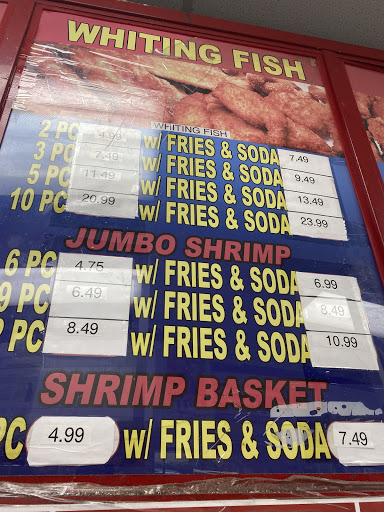 WHITING FISH
WHITING FISH
2 PC 4.99 w/ FRIES & SODA 7.49
3 PC 7.49 w/ FRIES & SODA 9.49
5 PC 11.49 w/ FRIES & SODA 13.49
10 PC 20.99 w/ FRIES & SODA 23.99
JUMBO SHRIMP
6 PC 4.75 w/ FRIES & SODA 6.99
9 PC 6.49 w/ FRIES & SODA 8.49
PC 8.49 w/ FRIES & SODA 10.99
SHRIMP BASKET
PC 4.99 w/ FRIES & SODA 7.49